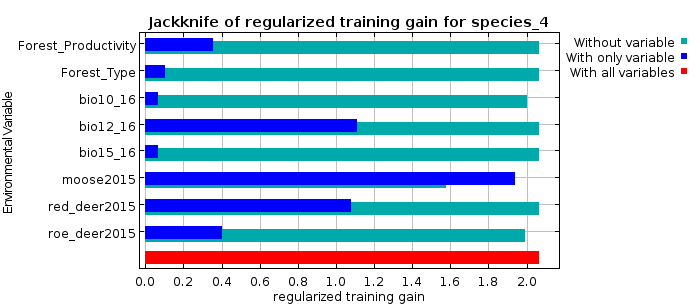 Jackknife of regularized training gain for species_4
Environmental Variable
Forest_Productivity
Forest_Type
bio10_16
bio12_16
bio15_16
moose2015
red_deer2015
roe_deer2015
Without variable
With only variable
With all variables
0.0 0.2 0.4 0.6 0.8 1.0 1.2 1.4 1.6 1.8 2.0
regularized training gain